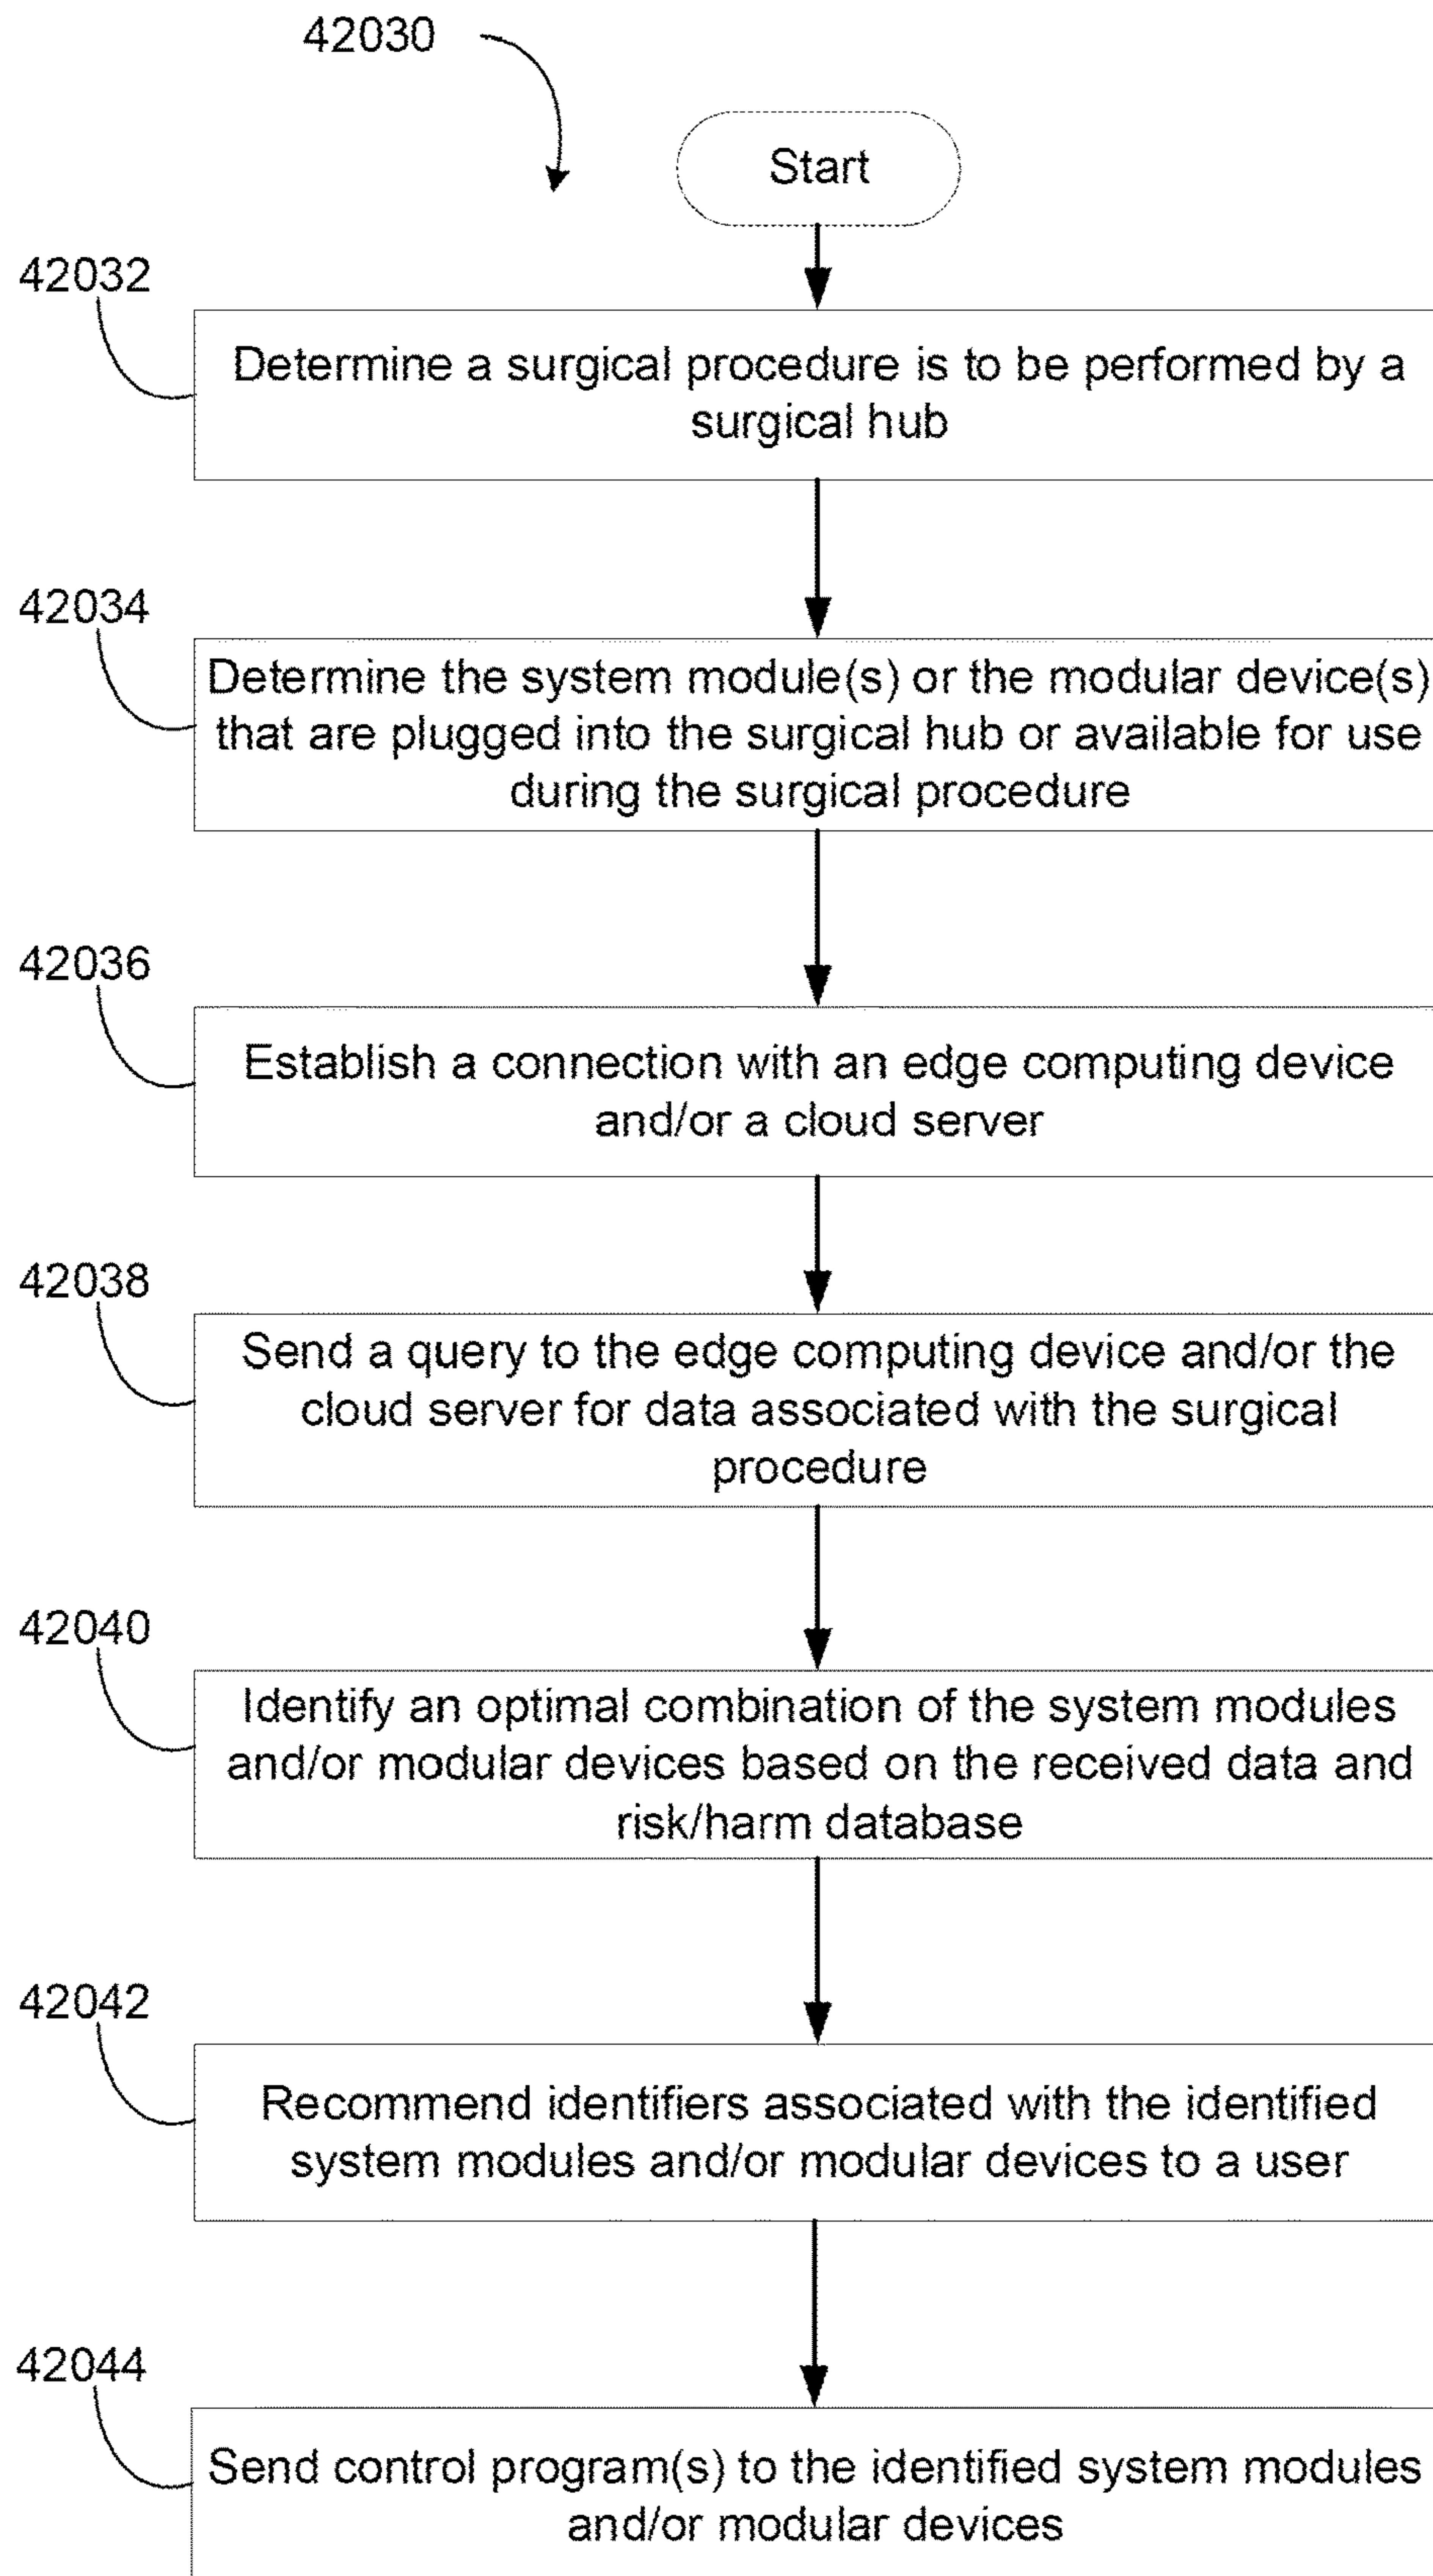 42030
Start
42032
Determine a surgical procedure is to be performed by a
surgical hub
42034
Determine the system module(s) or the modular device(s)
that are plugged into the surgical hub or available for use
during the surgical procedure
42036
Establish a connection with an edge computing device
and/or a cloud server
42038
Send a query to the edge computing device and/or the
cloud server for data associated with the surgical
procedure
42040
Identify an optimal combination of the system modules
and/or modular devices based on the received data and
risk/harm database
42042
Recommend identifiers associated with the identified
system modules and/or modular devices to a user
42044
Send control program(s) to the identified system modules
and/or modular devices